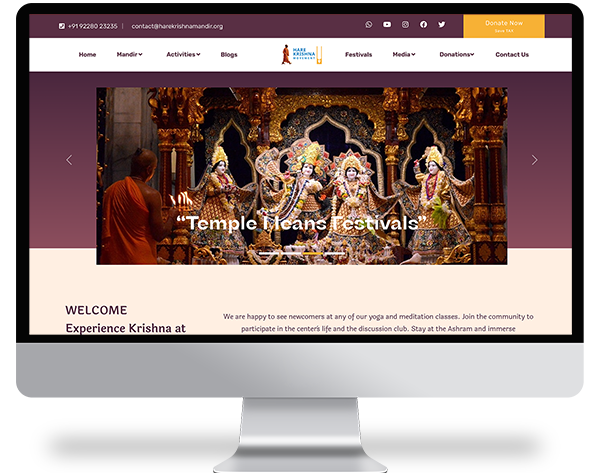 +91 92280 23235 | contact@harekrishnamandir.org
Donate Now
Save TAX
Home Mandir Activities Blogs
HARE
KRISHNA
MOVEMENT
Festivals Media Donations Contact Us
“Temple Means Festivals”
WELCOME
Experience Krishna at
We are happy to see newcomers at any of our yoga and meditation classes. Join the community to
participate in the center's life and the discussion club. Stay at the Ashram and immerse